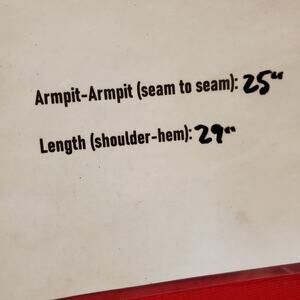 Armpit-Armpit (seam to seam): 25"
Length (shoulder-hem): 29"